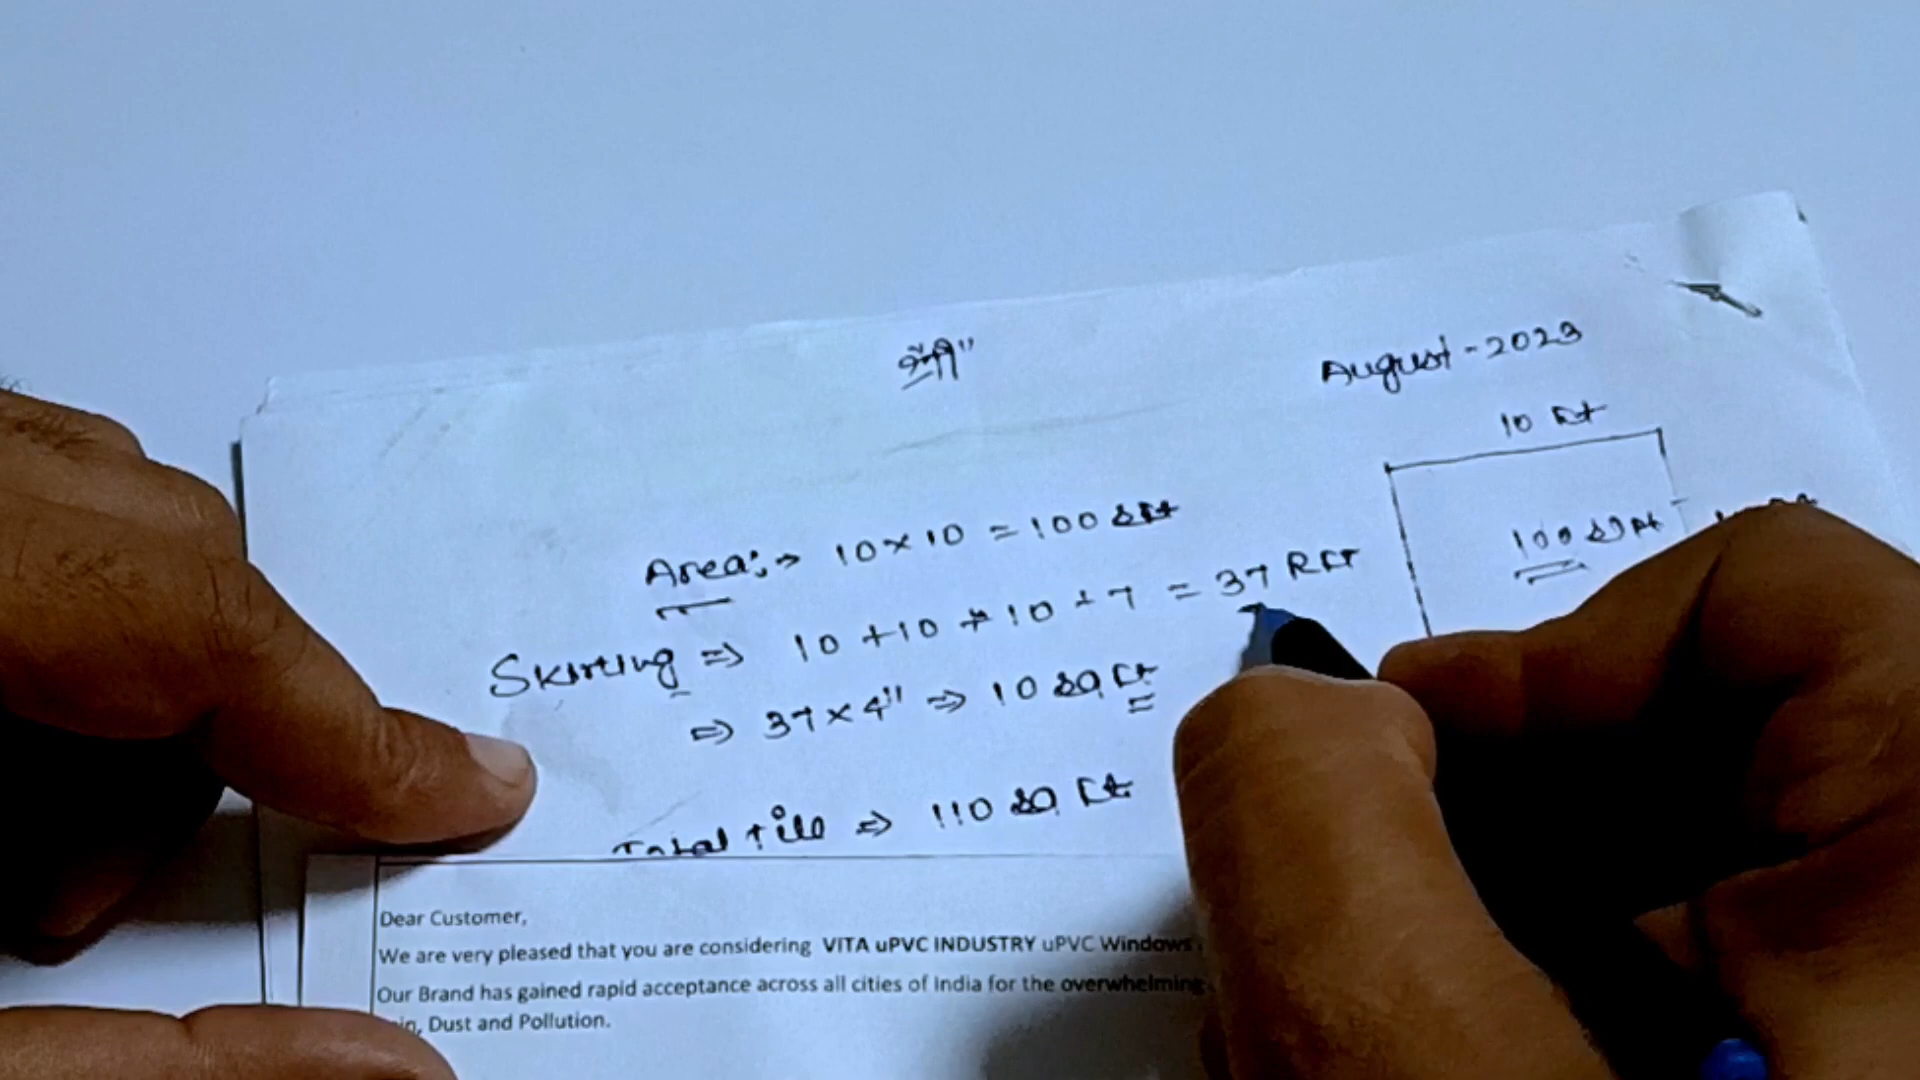 August - 2023
10 Ft
Area:→ 10×10 = 100 Sft
100 Sq Ft
Skirting ⇒ 10 + 10 + 10 + 7 = 37 RFT
⇒ 37 × 4" ⇒ 10 SQ Ft
Total tile ⇒ 110 SQ Ft
Dear Customer,
We are very pleased that you are considering VITA uPVC INDUSTRY uPVC Windows
Our Brand has gained rapid acceptance across all cities of India for the overwhelming
, Dust and Pollution.